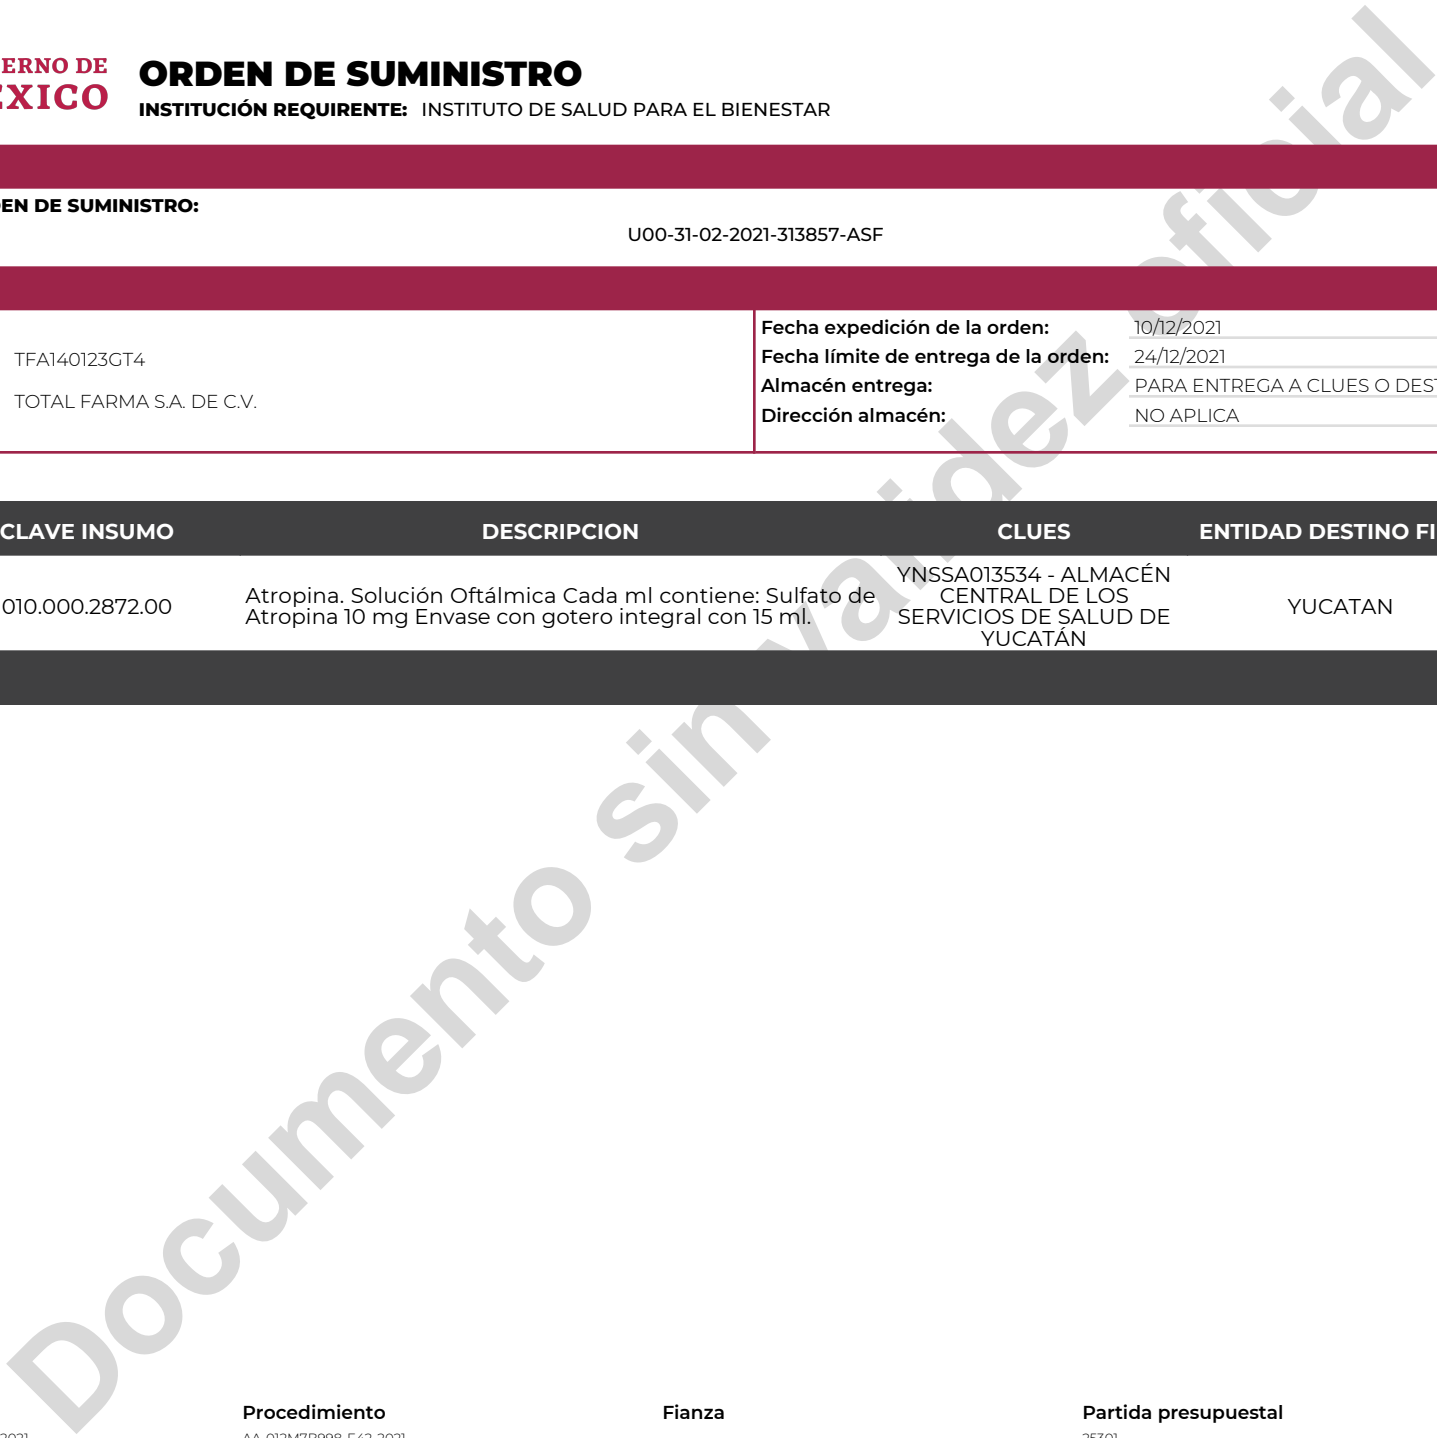 ERNO DE
EXICO
ORDEN DE SUMINISTRO
INSTITUCIÓN REQUIRENTE: INSTITUTO DE SALUD PARA EL BIENESTAR
EN DE SUMINISTRO:
U00-31-02-2021-313857-ASF
TFA140123GT4
TOTAL FARMA S.A. DE C.V.
Fecha expedición de la orden: 10/12/2021
Fecha límite de entrega de la orden: 24/12/2021
Almacén entrega: PARA ENTREGA A CLUES O DEST
Dirección almacén: NO APLICA
CLAVE INSUMO DESCRIPCION CLUES ENTIDAD DESTINO FI
010.000.2872.00
Atropina. Solución Oftálmica Cada ml contiene: Sulfato de
Atropina 10 mg Envase con gotero integral con 15 ml.
YNSSA013534 - ALMACÉN
CENTRAL DE LOS
SERVICIOS DE SALUD DE
YUCATÁN
YUCATAN
Documento sin validez oficial
Procedimiento Fianza Partida presupuestal